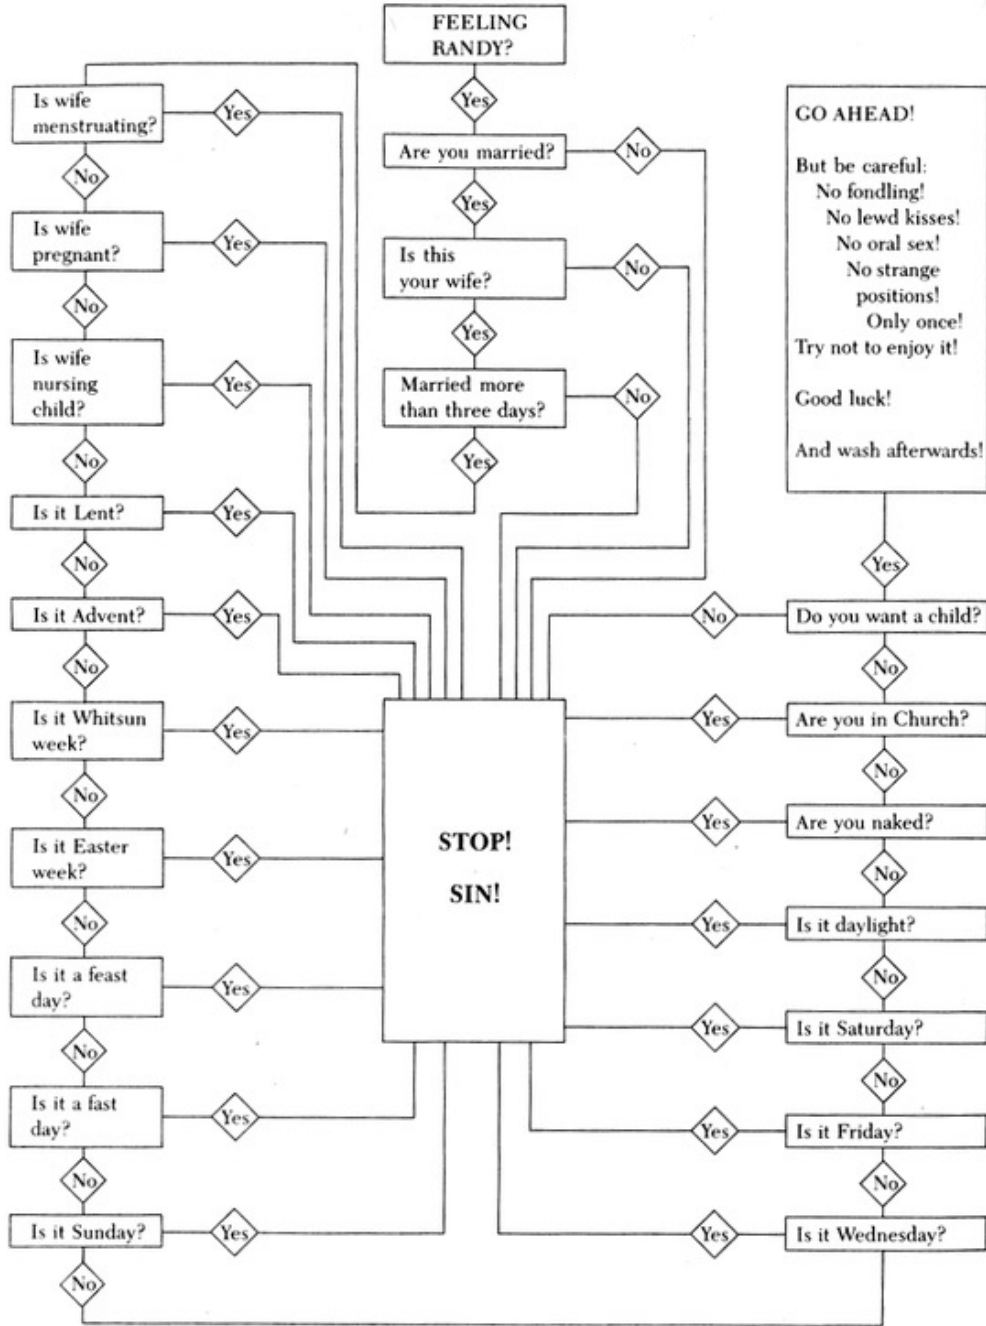 FEELING
RANDY?
Yes
Are you married?
No
Yes
Is this
your wife?
No
Yes
Married more
than three days?
No
Yes
Is wife
menstruating?
Yes
No
Is wife
pregnant?
Yes
No
Is wife
nursing
child?
Yes
No
Is it Lent?
Yes
No
Is it Advent?
Yes
No
Is it Whitsun
week?
Yes
No
Is it Easter
week?
Yes
No
Is it a feast
day?
Yes
No
Is it a fast
day?
Yes
No
Is it Sunday?
Yes
No
STOP!
SIN!
Is it Wednesday?
Yes
No
Is it Friday?
Yes
No
Is it Saturday?
Yes
No
Is it daylight?
Yes
No
Are you naked?
Yes
No
Are you in Church?
Yes
No
Do you want a child?
No
Yes
GO AHEAD!
But be careful:
No fondling!
No lewd kisses!
No oral sex!
No strange
positions!
Only once!
Try not to enjoy it!
Good luck!
And wash afterwards!